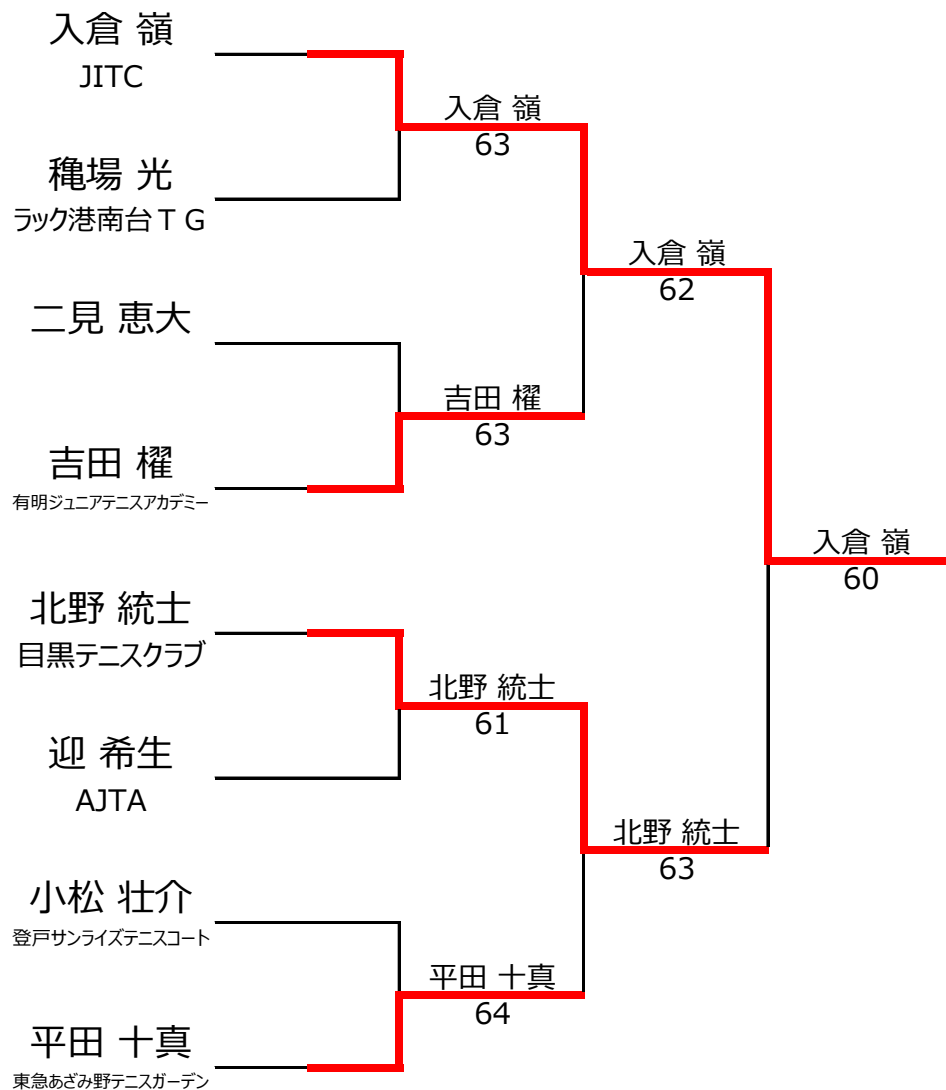 入倉 嶺
JITC
入倉 嶺
63
穐場 光
ラック港南台ＴＧ
入倉 嶺
62
二見 恵大
吉田 櫂
63
吉田 櫂
有明ジュニアテニスアカデミー
入倉 嶺
60
北野 統士
目黒テニスクラブ
北野 統士
61
迎 希生
AJTA
北野 統士
63
小松 壮介
登戸サンライズテニスコート
平田 十真
64
平田 十真
東急あざみ野テニスガーデン